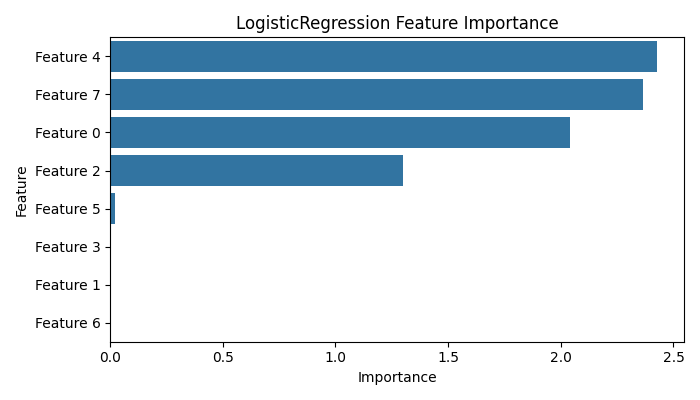 LogisticRegression Feature Importance
Feature 4
Feature 7
Feature 0
Feature 2
Feature 5
Feature 3
Feature 1
Feature 6
Feature
0.0 0.5 1.0 1.5 2.0 2.5
Importance